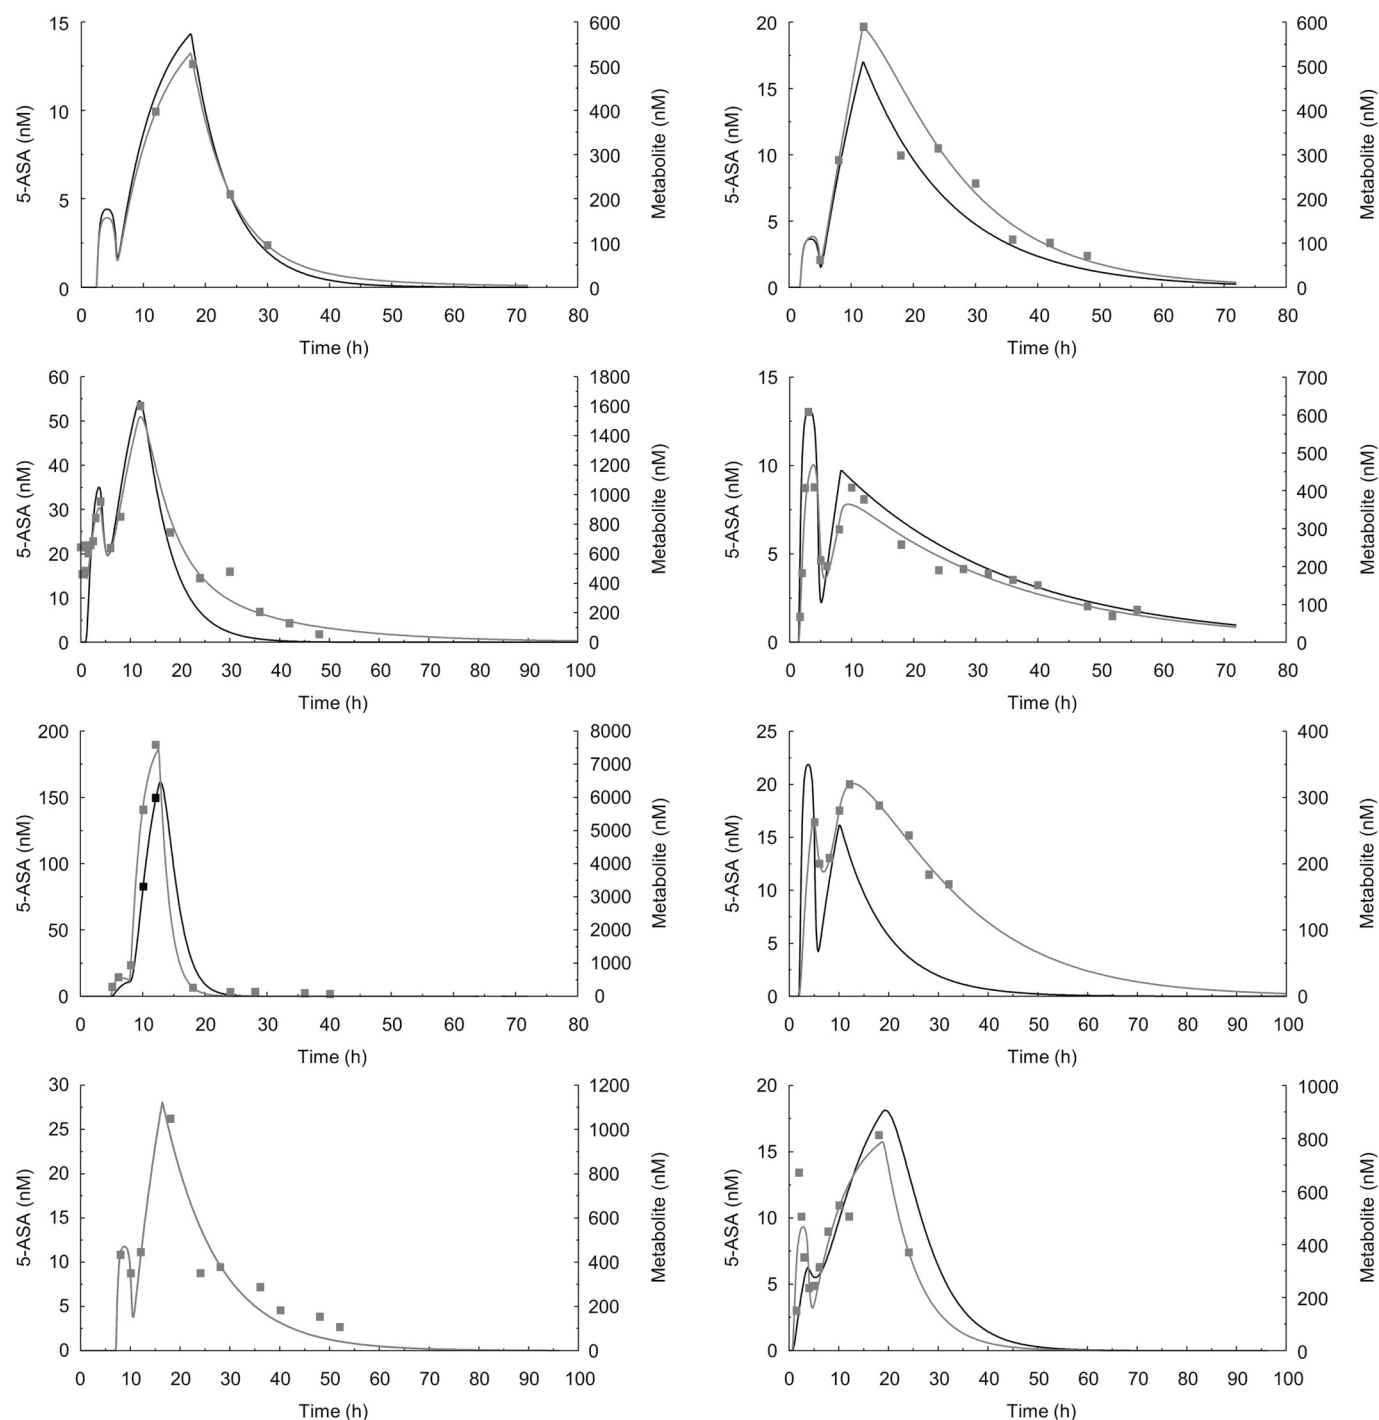 15 600
500
10 400
300
5 200
100
0 0
0 10 20 30 40 50 60 70 80
5-ASA (nM)
Metabolite (nM)
Time (h)
20 600
500
15 400
10 300
200
5 100
0 0
0 10 20 30 40 50 60 70 80
5-ASA (nM)
Metabolite (nM)
Time (h)
60 1800
50 1600
1400
40 1200
30 1000
800
20 600
10 400
200
0 0
0 10 20 30 40 50 60 70 80 90 100
5-ASA (nM)
Metabolite (nM)
Time (h)
15 700
600
10 500
400
300
5 200
100
0 0
0 10 20 30 40 50 60 70 80
5-ASA (nM)
Metabolite (nM)
Time (h)
200 8000
7000
150 6000
5000
100 4000
3000
50 2000
1000
0 0
0 10 20 30 40 50 60 70 80
5-ASA (nM)
Metabolite (nM)
Time (h)
25 400
20 300
15 200
10
5 100
0 0
0 10 20 30 40 50 60 70 80 90 100
5-ASA (nM)
Metabolite (nM)
Time (h)
30 1200
25 1000
20 800
15 600
10 400
5 200
0 0
0 10 20 30 40 50 60 70 80 90 100
5-ASA (nM)
Metabolite (nM)
Time (h)
20 1000
15 800
10 600
400
5 200
0 0
0 10 20 30 40 50 60 70 80 90 100
5-ASA (nM)
Metabolite (nM)
Time (h)